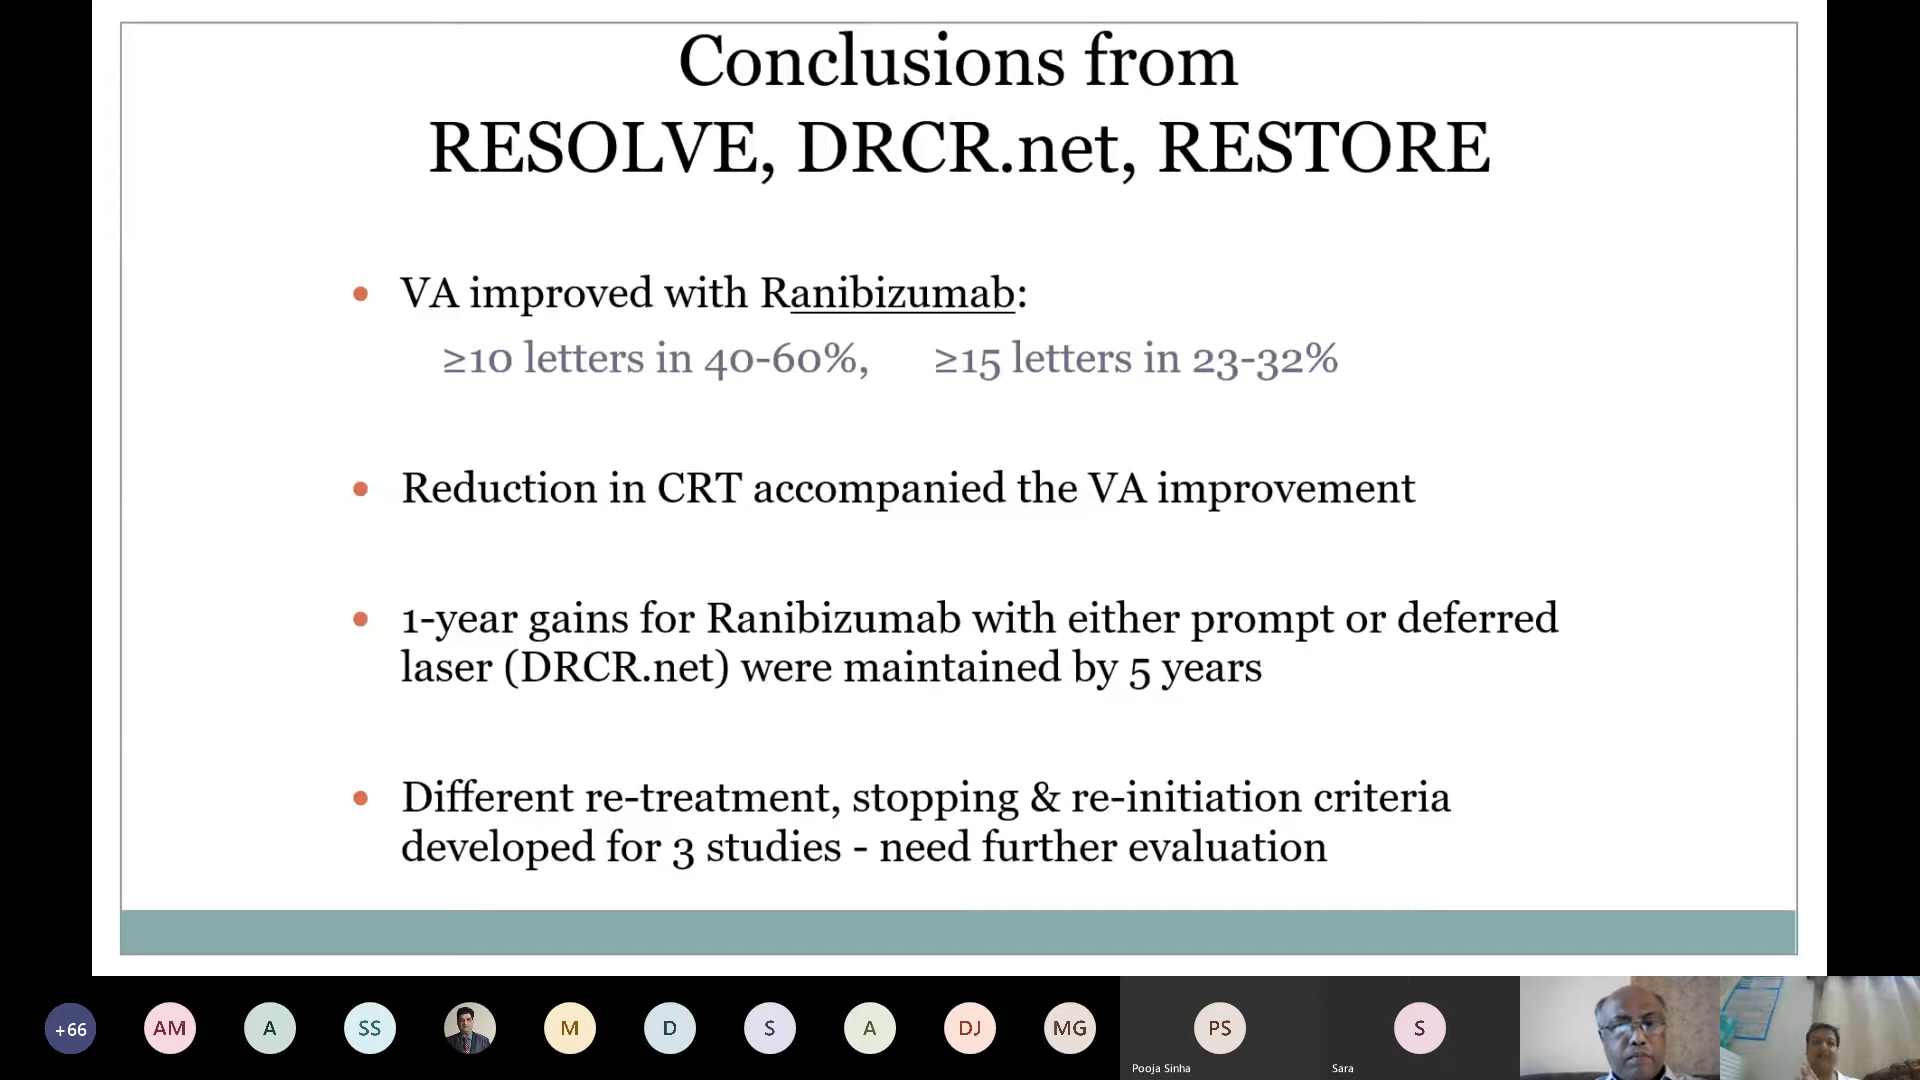 Conclusions from
RESOLVE, DRCR.net, RESTORE
• VA improved with Ranibizumab:
≥10 letters in 40-60%, ≥15 letters in 23-32%
• Reduction in CRT accompanied the VA improvement
• 1-year gains for Ranibizumab with either prompt or deferred
laser (DRCR.net) were maintained by 5 years
• Different re-treatment, stopping & re-initiation criteria
developed for 3 studies - need further evaluation
+66 AM A SS M D S A DJ MG PS S
Pooja Sinha Sara